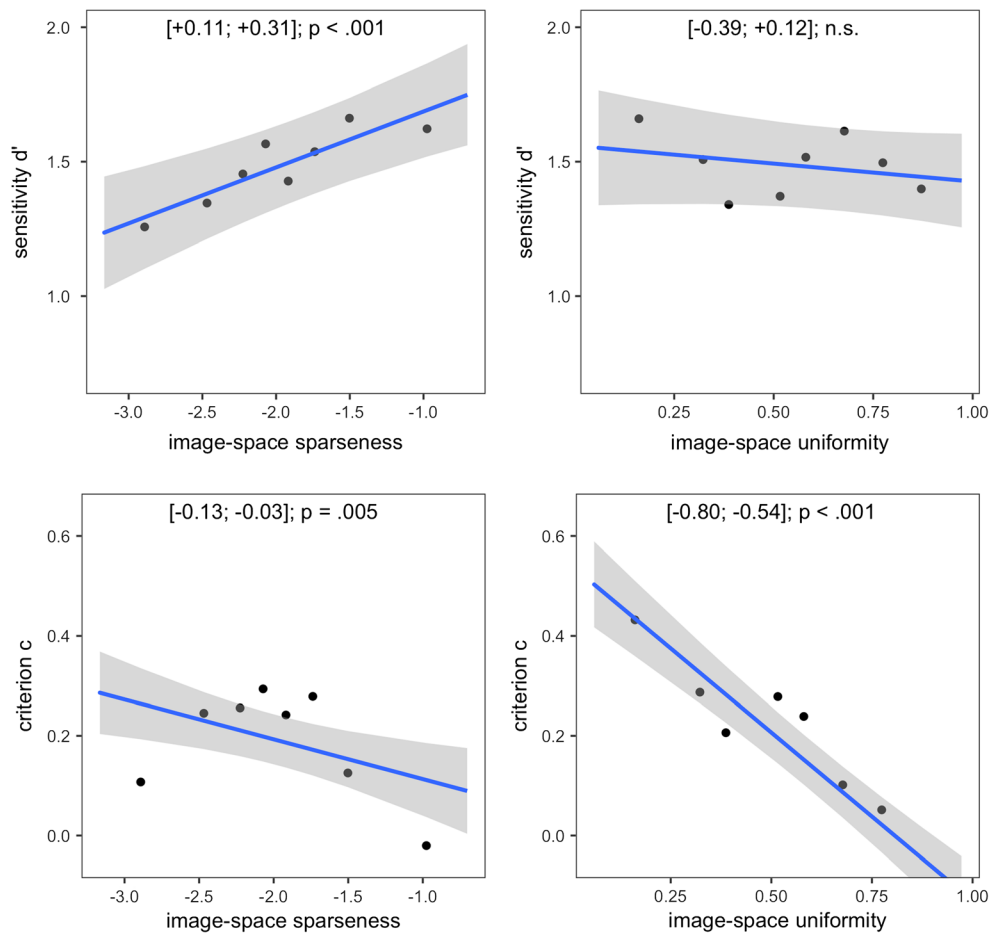 [+0.11; +0.31]; p < .001
2.0
1.5
1.0
sensitivity d'
-3.0 -2.5 -2.0 -1.5 -1.0
image-space sparseness
[-0.39; +0.12]; n.s.
2.0
1.5
1.0
sensitivity d'
0.25 0.50 0.75 1.00
image-space uniformity
[-0.13; -0.03]; p = .005
0.6
0.4
0.2
0.0
criterion c
-3.0 -2.5 -2.0 -1.5 -1.0
image-space sparseness
[-0.80; -0.54]; p < .001
0.6
0.4
0.2
0.0
criterion c
0.25 0.50 0.75 1.00
image-space uniformity